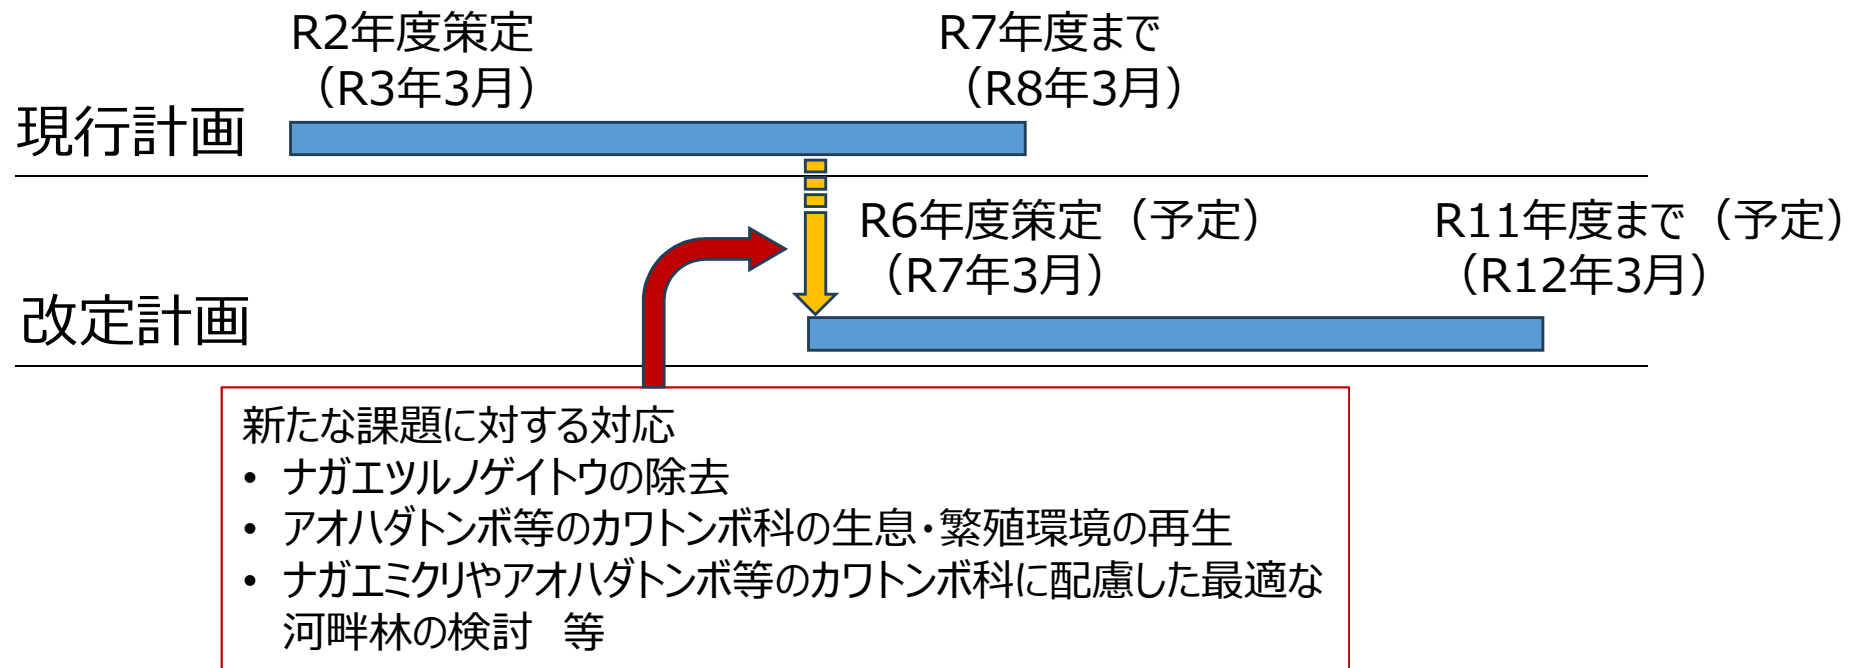 R2年度策定
（R3年3月）
R7年度まで
（R8年3月）
現行計画
R6年度策定（予定）
（R7年3月）
R11年度まで（予定）
（R12年3月）
改定計画
新たな課題に対する対応
• ナガエツルノゲイトウの除去
• アオハダトンボ等のカワトンボ科の生息・繁殖環境の再生
• ナガエミクリやアオハダトンボ等のカワトンボ科に配慮した最適な
河畔林の検討　等